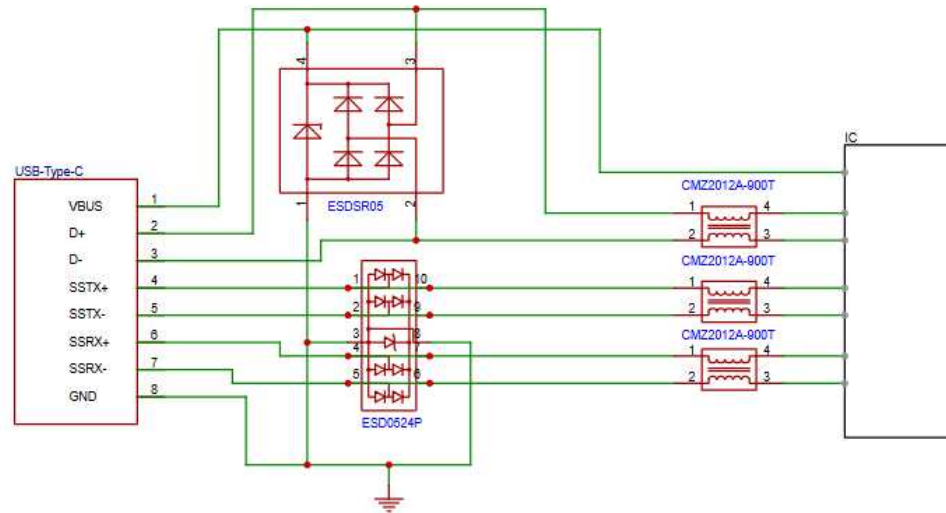 IC
4
3
USB-Type-C
CMZ2012A-900T
VBUS 1
1
2
ESDSR05
1
4
D+ 2
2
3
D- 3
CMZ2012A-900T
SSTX+ 4
1
10
1
4
SSTX- 5
2
9
2
3
CMZ2012A-900T
SSRX+ 6
3
8
4
7
1
4
SSRX- 7
5
6
2
3
GND 8
ESD0524P